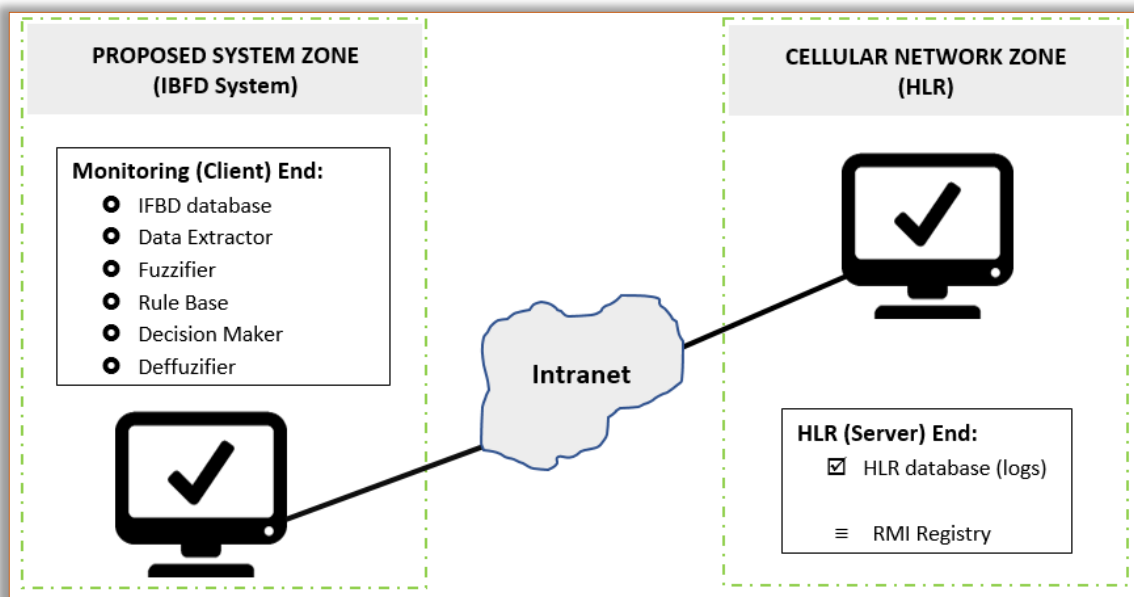 PROPOSED SYSTEM ZONE
(IBFD System)
Monitoring (Client) End:
IFBD database
Data Extractor
Fuzzifier
Rule Base
Decision Maker
Deffuzifier
Intranet
CELLULAR NETWORK ZONE
(HLR)
HLR (Server) End:
HLR database (logs)
RMI Registry